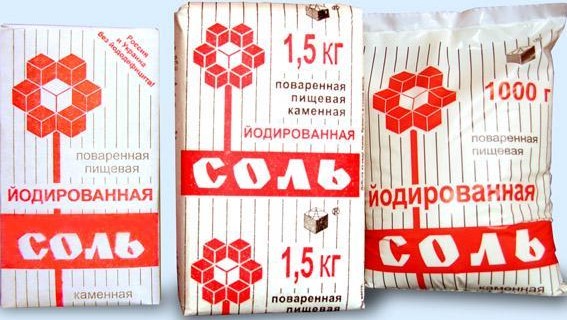 Россия
и Украина
без йододефицита!
поваренная
пищевая
ЙОДИРОВАННАЯ
СОЛЬ
каменная
1,5 КГ
поваренная
пищевая
каменная
ЙОДИРОВАННАЯ
СОЛЬ
®
1,5 КГ
поваренная
пищевая
®
1000 г
поваренная
пищевая
йодированная
СОЛЬ
каменная